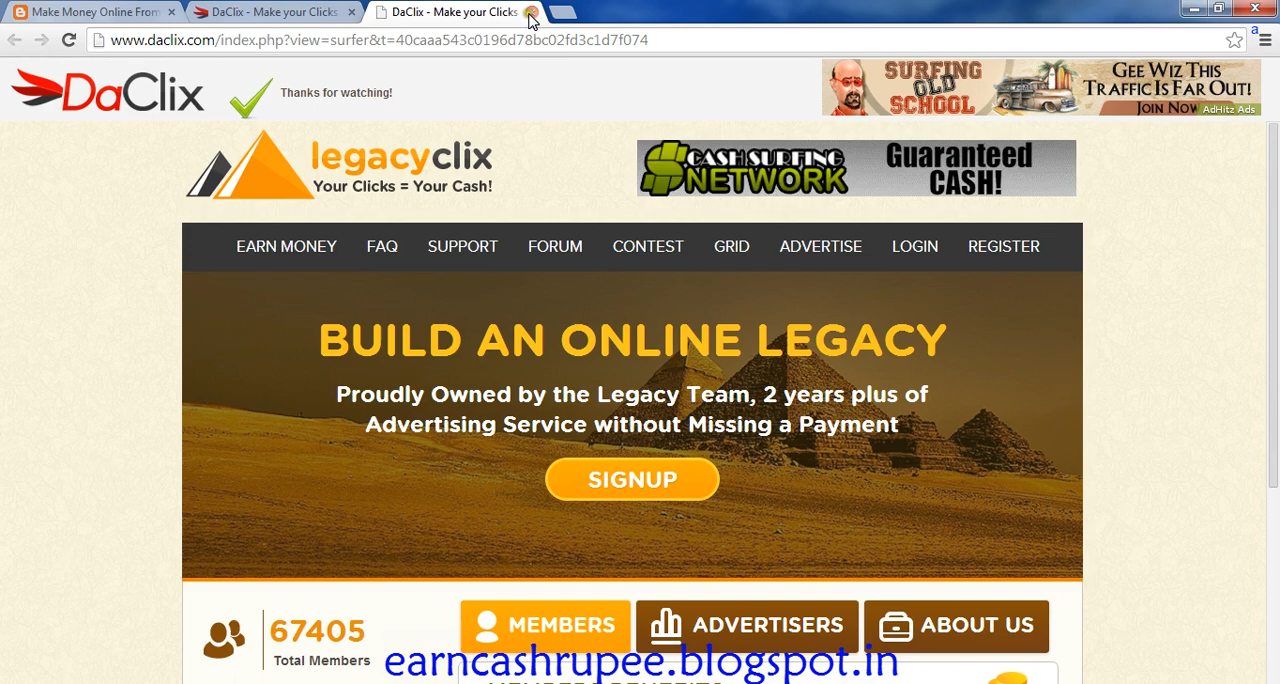 Make Money Online From
DaClix - Make your Clicks
DaClix - Make your Clicks
www.daclix.com/index.php?view=surfer&t=40caaa543c0196d78bc02fd3c1d7f074
a
DaClix
Thanks for watching!
SURFING
OLD
SCHOOL
GEE WIZ THIS
TRAFFIC IS FAR OUT!
JOIN NOW
AdHitz Ads
legacyclix
Your Clicks = Your Cash!
$ CASH SURFING
NETWORK
Guaranteed
CASH!
EARN MONEY FAQ SUPPORT FORUM CONTEST GRID ADVERTISE LOGIN REGISTER
BUILD AN ONLINE LEGACY
Proudly Owned by the Legacy Team, 2 years plus of
Advertising Service without Missing a Payment
SIGNUP
67405
Total Members
MEMBERS
ADVERTISERS
ABOUT US
earncashrupee.blogspot.in